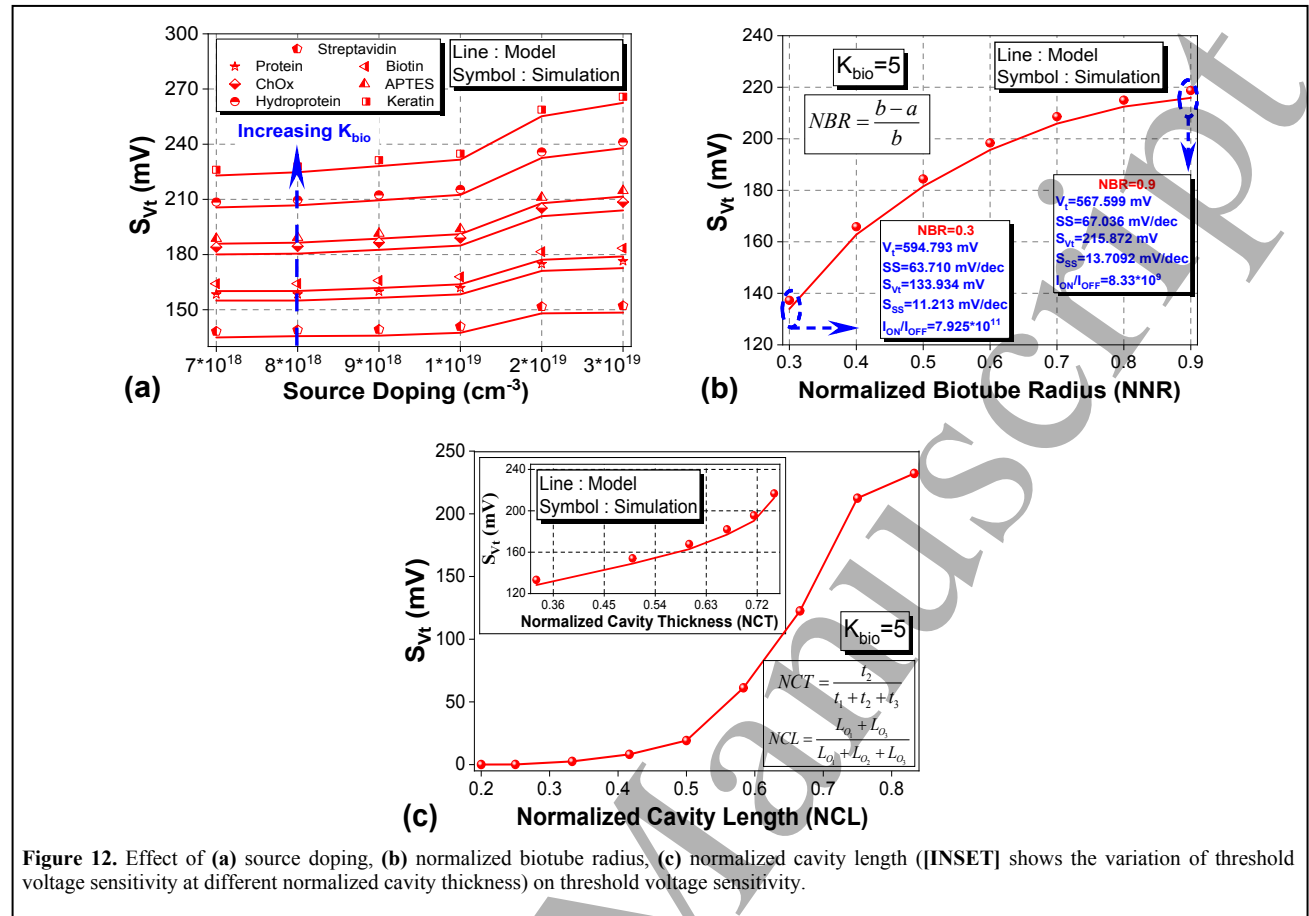 300
270
240
210
180
150
S_Vt (mV)
Streptavidin
Protein Biotin
ChOx APTES
Hydroprotein Keratin
Line : Model
Symbol : Simulation
Increasing K_bio
7*10^18 8*10^18 9*10^18 1*10^19 2*10^19 3*10^19
(a) Source Doping (cm^-3)
240
220
200
180
160
140
120
S_Vt (mV)
K_bio=5
Line : Model
Symbol : Simulation
NBR = (b − a) / b
NBR=0.3
V_t=594.793 mV
SS=63.710 mV/dec
S_Vt=133.934 mV
S_SS=11.213 mV/dec
I_ON/I_OFF=7.925*10^11
NBR=0.9
V_t=567.599 mV
SS=67.036 mV/dec
S_Vt=215.872 mV
S_SS=13.7092 mV/dec
I_ON/I_OFF=8.33*10^9
0.3 0.4 0.5 0.6 0.7 0.8 0.9
(b) Normalized Biotube Radius (NNR)
250
200
150
100
50
0
S_Vt (mV)
240
200
160
120
S_Vt (mV)
Line : Model
Symbol : Simulation
0.36 0.45 0.54 0.63 0.72
Normalized Cavity Thickness (NCT)
K_bio=5
NCT = t_2 / (t_1 + t_2 + t_3)
NCL = (L_O1 + L_O3) / (L_O1 + L_O2 + L_O3)
0.2 0.3 0.4 0.5 0.6 0.7 0.8
(c) Normalized Cavity Length (NCL)
Figure 12. Effect of (a) source doping, (b) normalized biotube radius, (c) normalized cavity length ([INSET] shows the variation of threshold
voltage sensitivity at different normalized cavity thickness) on threshold voltage sensitivity.
Manuscript